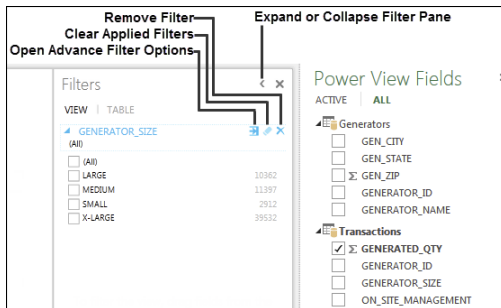 Remove Filter
Expand or Collapse Filter Pane
Clear Applied Filters
Open Advance Filter Options
Filters
VIEW | TABLE
GENERATOR_SIZE
(All)
(All)
LARGE 10362
MEDIUM 11397
SMALL 2912
X-LARGE 39532
Power View Fields
ACTIVE | ALL
Generators
GEN_CITY
GEN_STATE
Σ GEN_ZIP
GENERATOR_ID
GENERATOR_NAME
Transactions
Σ GENERATED_QTY
GENERATOR_ID
GENERATOR_SIZE
ON_SITE_MANAGEMENT